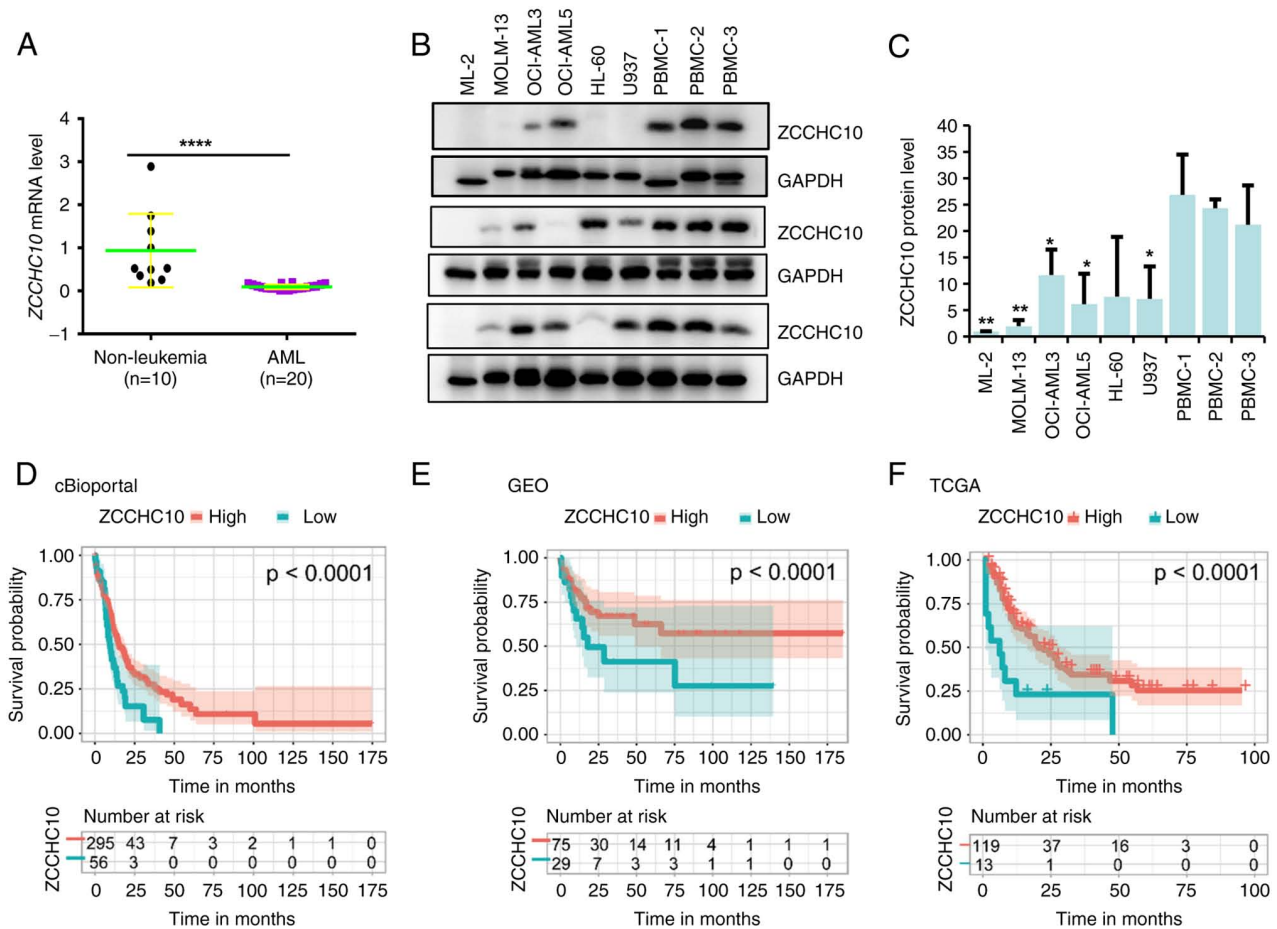 A
ZCCHC10 mRNA level
4
3
2
1
0
−1
****
Non-leukemia
(n=10)
AML
(n=20)
B
ML-2
MOLM-13
OCI-AML3
OCI-AML5
HL-60
U937
PBMC-1
PBMC-2
PBMC-3
ZCCHC10
GAPDH
ZCCHC10
GAPDH
ZCCHC10
GAPDH
C
ZCCHC10 protein level
40
35
30
25
20
15
10
5
0
** ** * * *
ML-2
MOLM-13
OCI-AML3
OCI-AML5
HL-60
U937
PBMC-1
PBMC-2
PBMC-3
D
cBioportal
ZCCHC10 High Low
Survival probability
1.00
0.75
0.50
0.25
0.00
p < 0.0001
0 25 50 75 100 125 150 175
Time in months
Number at risk
ZCCHC10
295 43 7 3 2 1 1 0
56 3 0 0 0 0 0 0
0 25 50 75 100 125 150 175
Time in months
E
GEO
ZCCHC10 High Low
Survival probability
1.00
0.75
0.50
0.25
0.00
p < 0.0001
0 25 50 75 100 125 150 175
Time in months
Number at risk
ZCCHC10
75 30 14 11 4 1 1 1
29 7 3 3 1 1 0 0
0 25 50 75 100 125 150 175
Time in months
F
TCGA
ZCCHC10 High Low
Survival probability
1.00
0.75
0.50
0.25
0.00
p < 0.0001
0 25 50 75 100
Time in months
Number at risk
ZCCHC10
119 37 16 3 0
13 1 0 0 0
0 25 50 75 100
Time in months